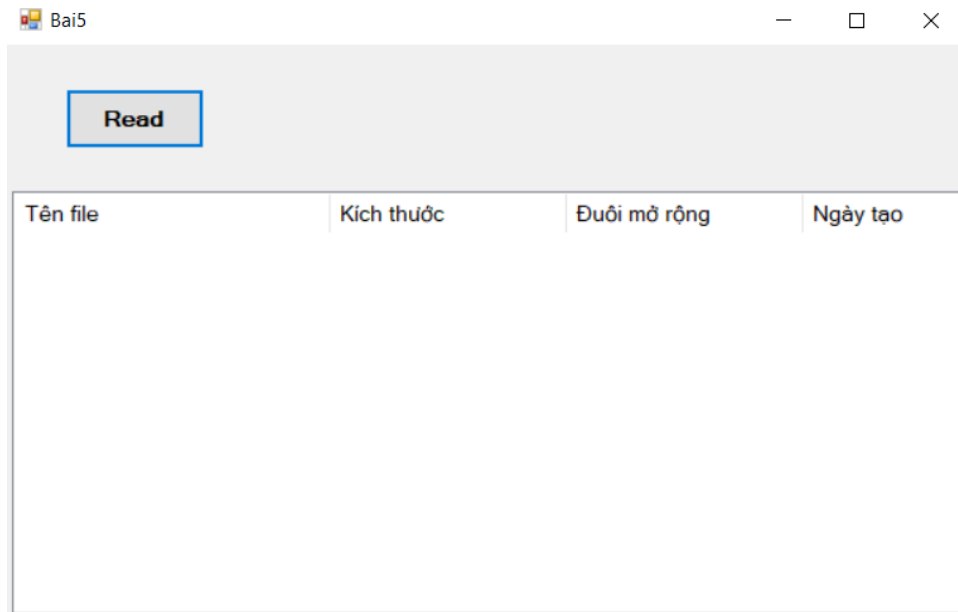 Bai5
Read
Tên file Kích thước Đuôi mở rộng Ngày tạo